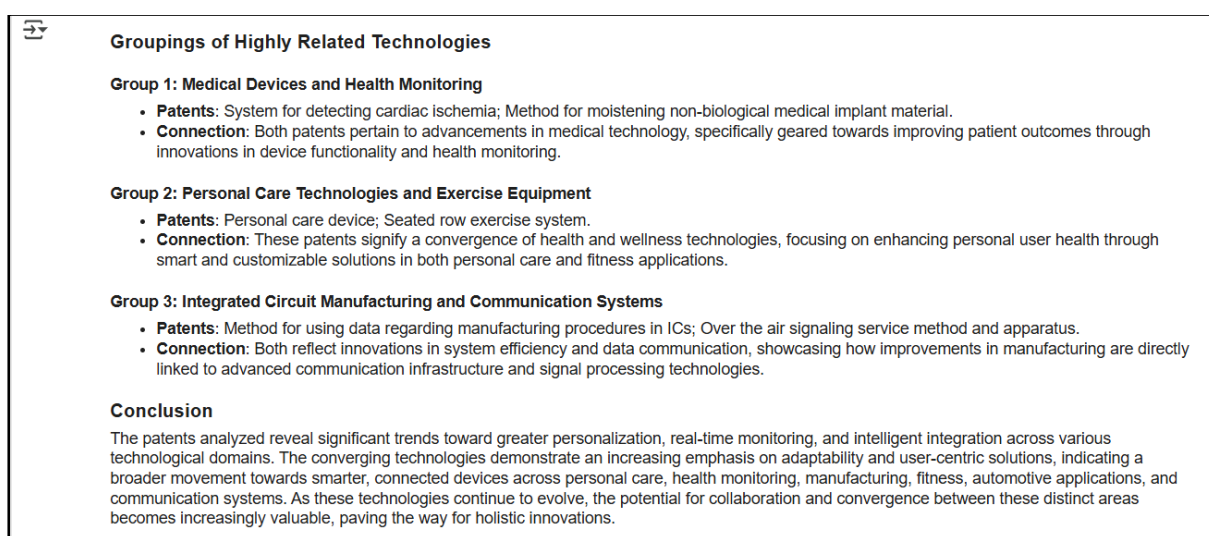 Groupings of Highly Related Technologies
Group 1: Medical Devices and Health Monitoring
• Patents: System for detecting cardiac ischemia; Method for moistening non-biological medical implant material.
• Connection: Both patents pertain to advancements in medical technology, specifically geared towards improving patient outcomes through
innovations in device functionality and health monitoring.
Group 2: Personal Care Technologies and Exercise Equipment
• Patents: Personal care device; Seated row exercise system.
• Connection: These patents signify a convergence of health and wellness technologies, focusing on enhancing personal user health through
smart and customizable solutions in both personal care and fitness applications.
Group 3: Integrated Circuit Manufacturing and Communication Systems
• Patents: Method for using data regarding manufacturing procedures in ICs; Over the air signaling service method and apparatus.
• Connection: Both reflect innovations in system efficiency and data communication, showcasing how improvements in manufacturing are directly
linked to advanced communication infrastructure and signal processing technologies.
Conclusion
The patents analyzed reveal significant trends toward greater personalization, real-time monitoring, and intelligent integration across various
technological domains. The converging technologies demonstrate an increasing emphasis on adaptability and user-centric solutions, indicating a
broader movement towards smarter, connected devices across personal care, health monitoring, manufacturing, fitness, automotive applications, and
communication systems. As these technologies continue to evolve, the potential for collaboration and convergence between these distinct areas
becomes increasingly valuable, paving the way for holistic innovations.